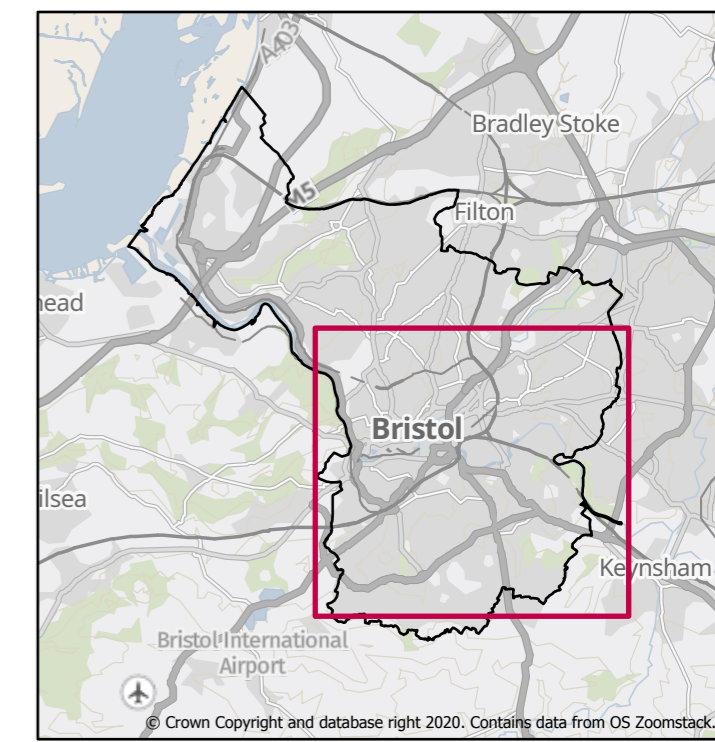 A403
Bradley Stoke
M5
Filton
head
Bristol
ilsea
Keynsham
Bristol International
Airport
© Crown Copyright and database right 2020. Contains data from OS Zoomstack.